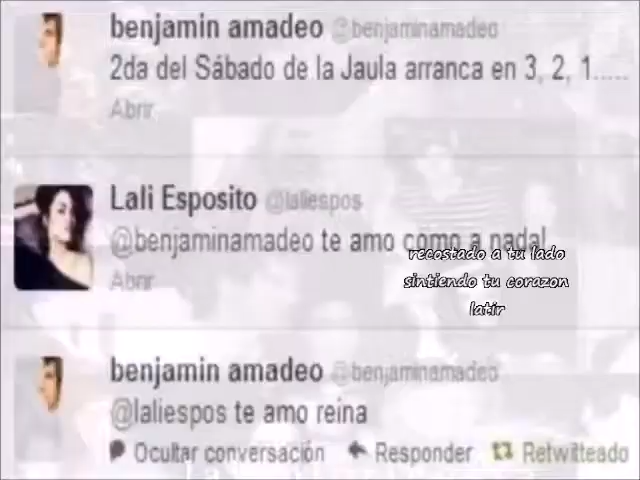 benjamin amadeo @benjaminamadeo
2da del Sábado de la Jaula arranca en 3, 2, 1.....
Abrir
Lali Esposito @laliespos
@benjaminamadeo te amo como a nada!
Abrir
recostado a tu lado
sintiendo tu corazon
latir
benjamin amadeo @benjaminamadeo
@laliespos te amo reina
Ocultar conversación Responder Retwitteado